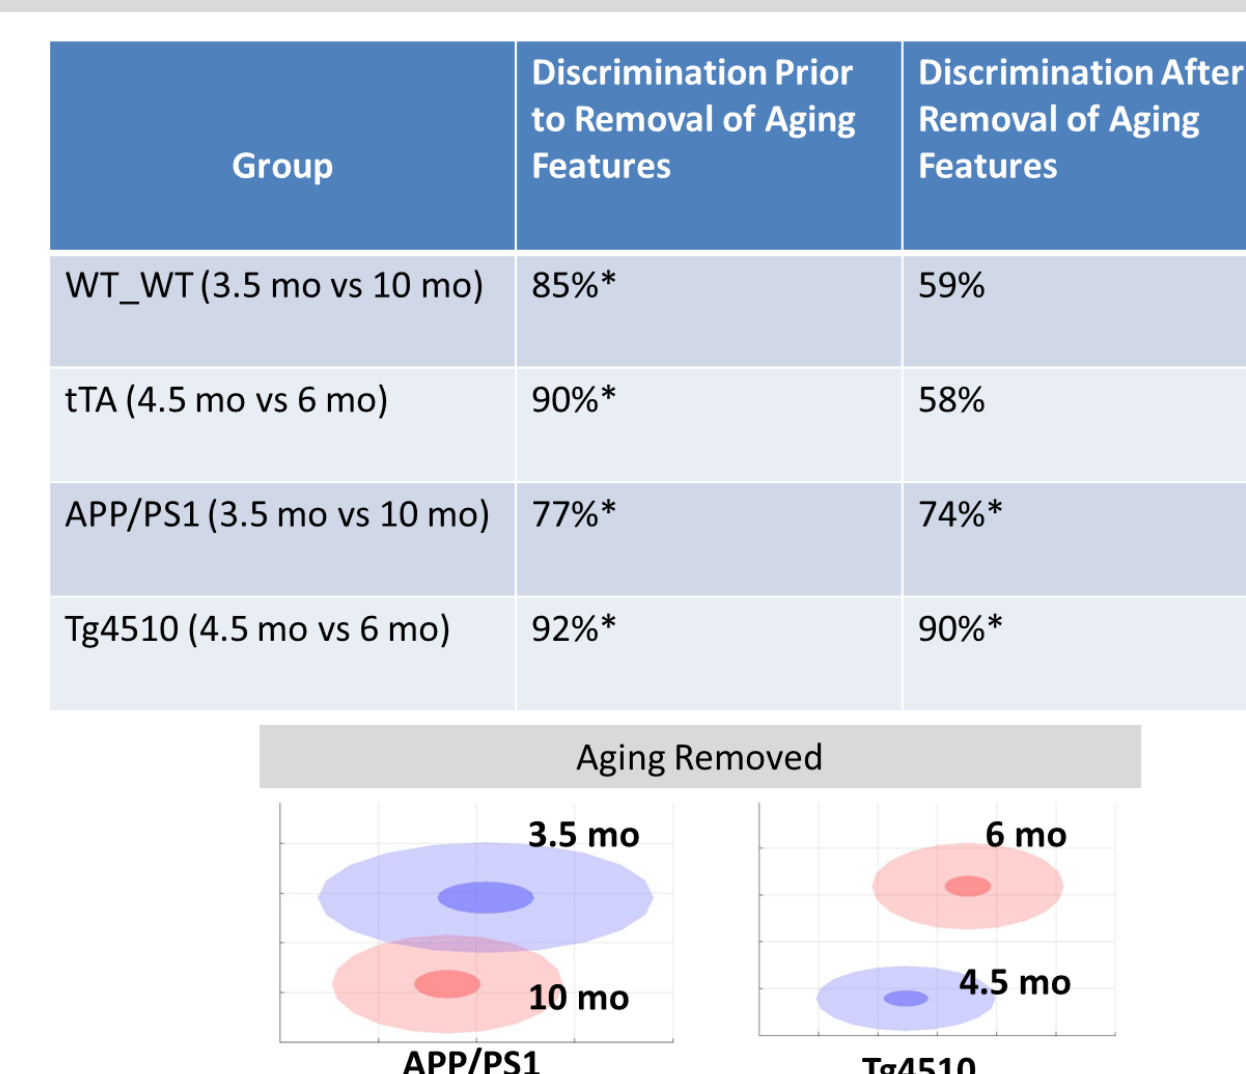 Group
Discrimination Prior
to Removal of Aging
Features
Discrimination After
Removal of Aging
Features
WT_WT (3.5 mo vs 10 mo)
85%*
59%
tTA (4.5 mo vs 6 mo)
90%*
58%
APP/PS1 (3.5 mo vs 10 mo)
77%*
74%*
Tg4510 (4.5 mo vs 6 mo)
92%*
90%*
Aging Removed
3.5 mo
10 mo
APP/PS1
6 mo
4.5 mo
Tg4510